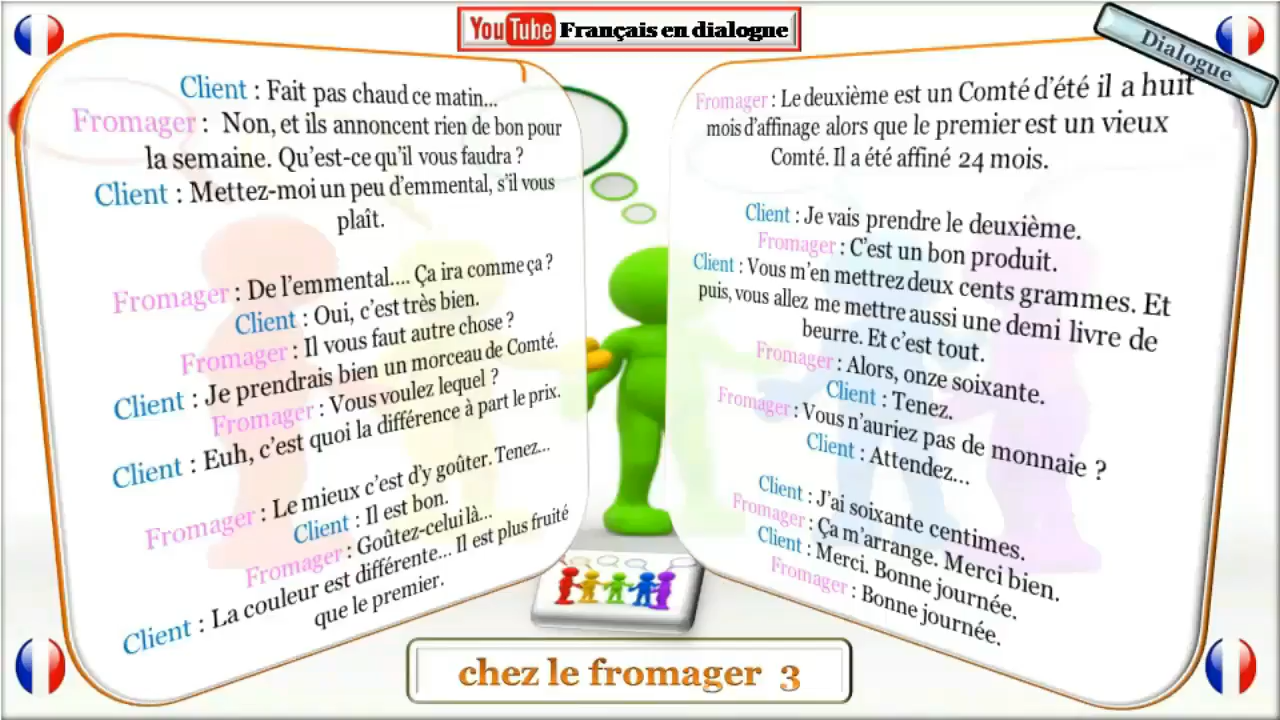 YouTube Français en dialogue
Dialogue
Client : Fait pas chaud ce matin...
Fromager : Non, et ils annoncent rien de bon pour
la semaine. Qu'est-ce qu'il vous faudra ?
Client : Mettez-moi un peu d'emmental, s'il vous
plaît.
Fromager : De l'emmental.... Ça ira comme ça ?
Client : Oui, c'est très bien.
Fromager : Il vous faut autre chose ?
Client : Je prendrais bien un morceau de Comté.
Fromager : Vous voulez lequel ?
Client : Euh, c'est quoi la différence à part le prix.
Fromager : Le mieux c'est d'y goûter. Tenez...
Client : Il est bon.
Fromager : Goûtez-celui là...
Client : La couleur est différente... Il est plus fruité
que le premier.
Fromager : Le deuxième est un Comté d'été il a huit
mois d'affinage alors que le premier est un vieux
Comté. Il a été affiné 24 mois.
Client : Je vais prendre le deuxième.
Fromager : C'est un bon produit.
Client : Vous m'en mettrez deux cents grammes. Et
puis, vous allez me mettre aussi une demi livre de
beurre. Et c'est tout.
Fromager : Alors, onze soixante.
Client : Tenez.
Fromager : Vous n'auriez pas de monnaie ?
Client : Attendez...
Client : J'ai soixante centimes.
Fromager : Ça m'arrange. Merci bien.
Client : Merci. Bonne journée.
Fromager : Bonne journée.
chez le fromager 3